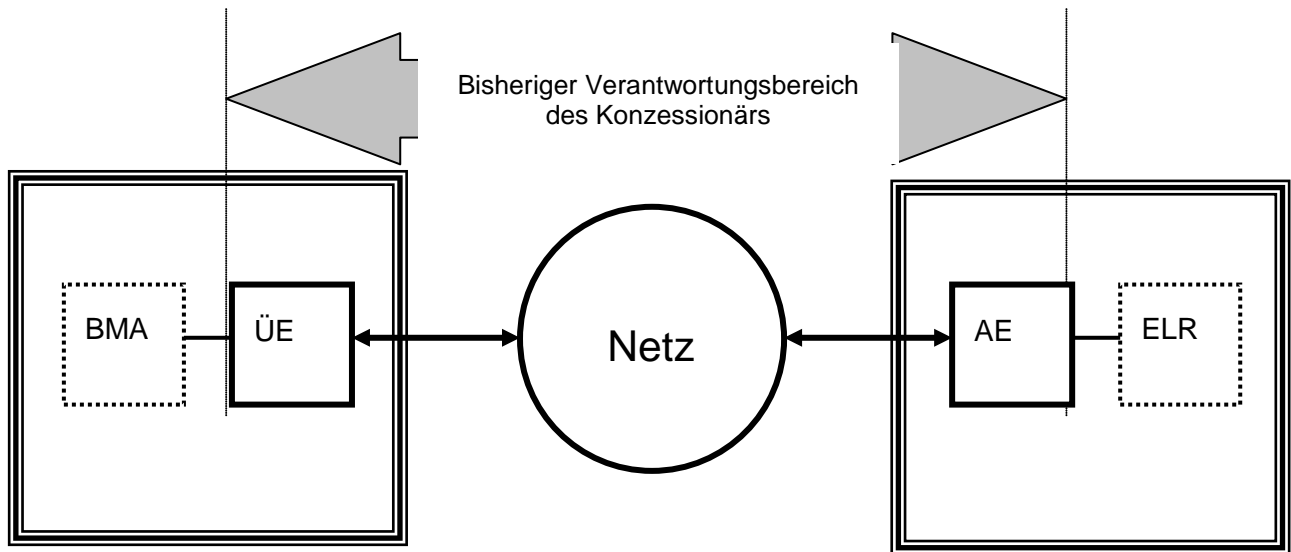 Bisheriger Verantwortungsbereich
des Konzessionärs
BMA
ÜE
Netz
AE
ELR